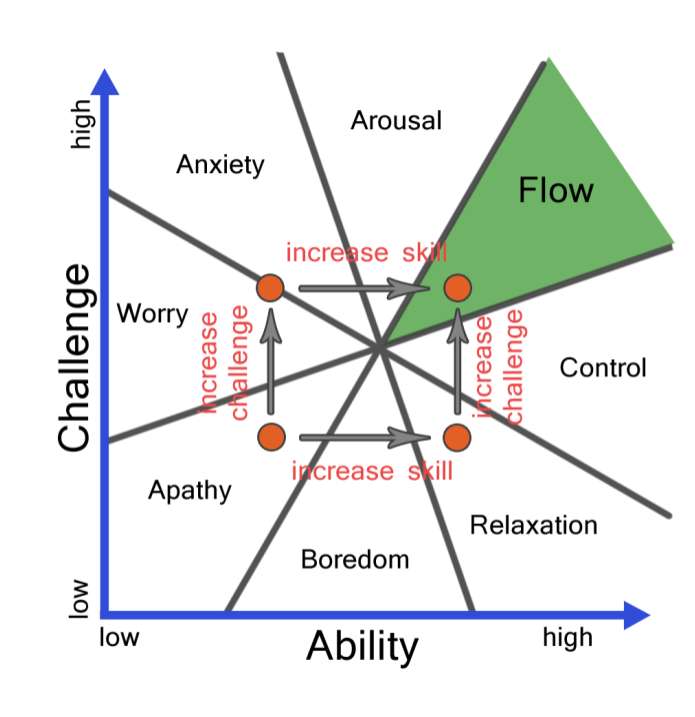 high
Arousal
Anxiety
Flow
increase skill
Worry
increase
challenge
increase
challenge
Control
Challenge
increase skill
Apathy
Relaxation
Boredom
low
low
Ability
high